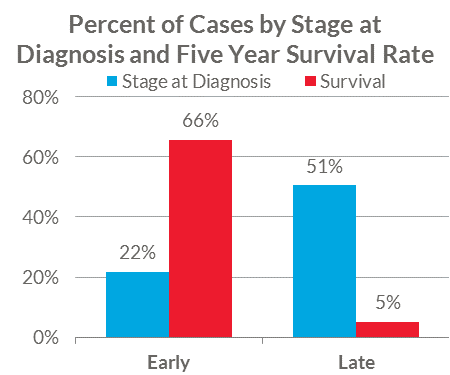 Percent of Cases by Stage at
Diagnosis and Five Year Survival Rate
Stage at Diagnosis Survival
80%
60%
40%
20%
0%
22%
66%
51%
5%
Early Late